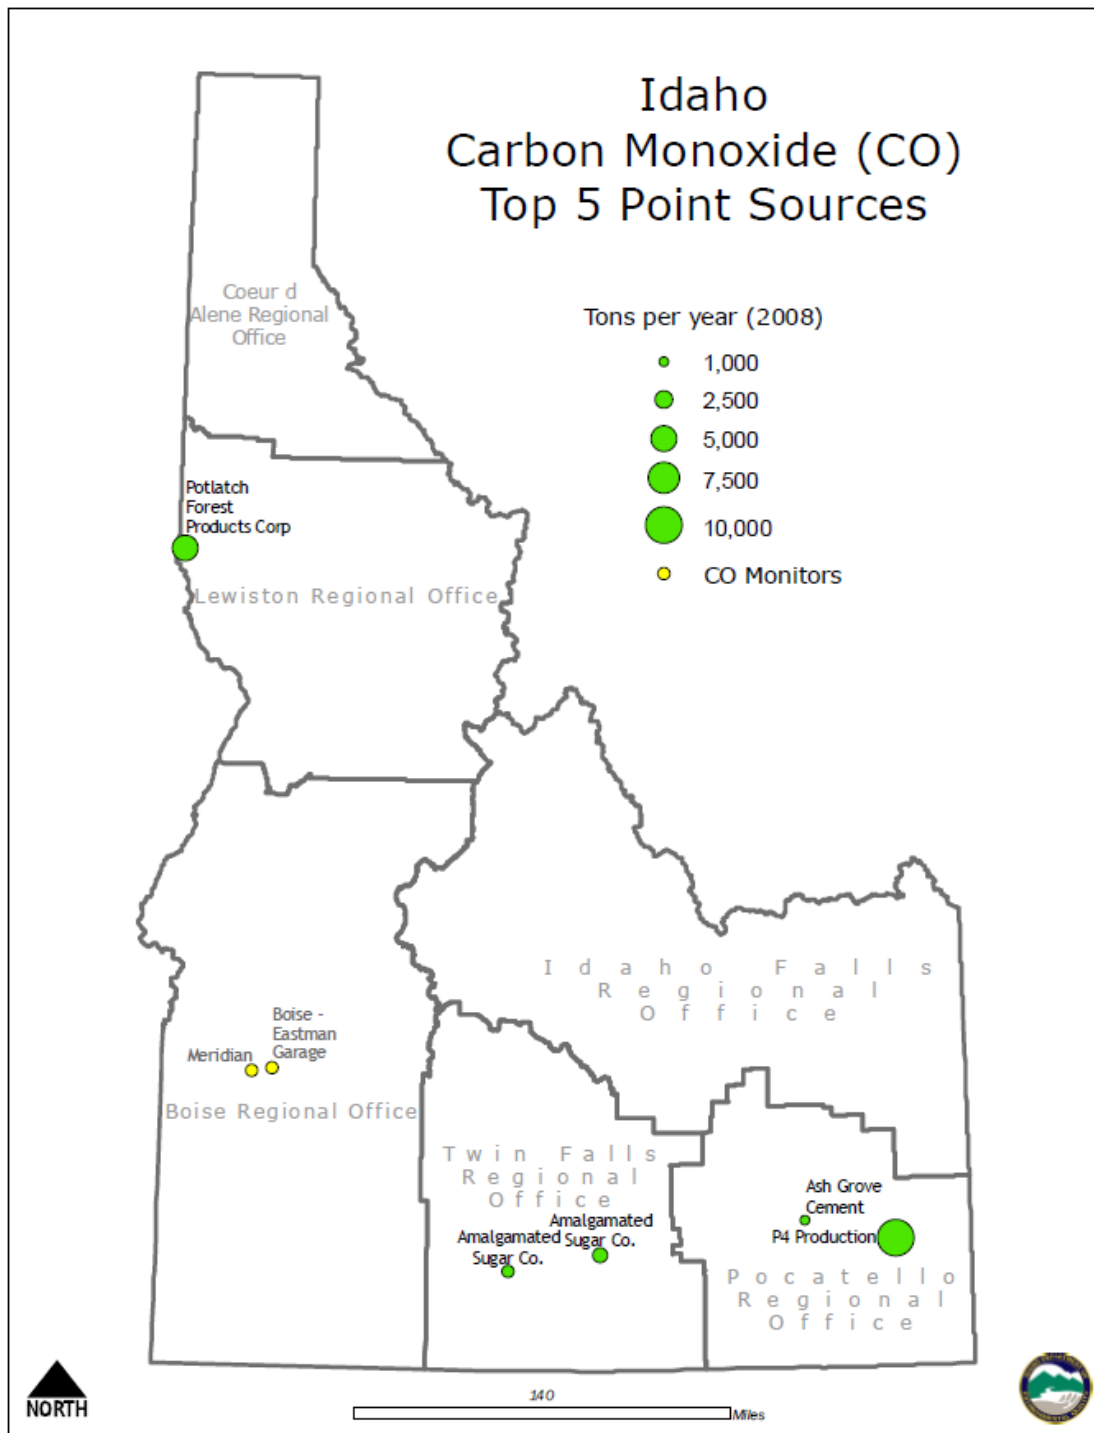 Idaho
Carbon Monoxide (CO)
Top 5 Point Sources
Tons per year (2008)
1,000
2,500
5,000
7,500
10,000
CO Monitors
Coeur d
Alene Regional
Office
Potlatch
Forest
Products Corp
Lewiston Regional Office
Idaho Falls
Regional
Office
Boise -
Eastman
Garage
Meridian
Boise Regional Office
Twin Falls
Regional
Office
Amalgamated
Sugar Co.
Amalgamated
Sugar Co.
Ash Grove
Cement
P4 Production
Pocatello
Regional
Office
NORTH
140
Miles